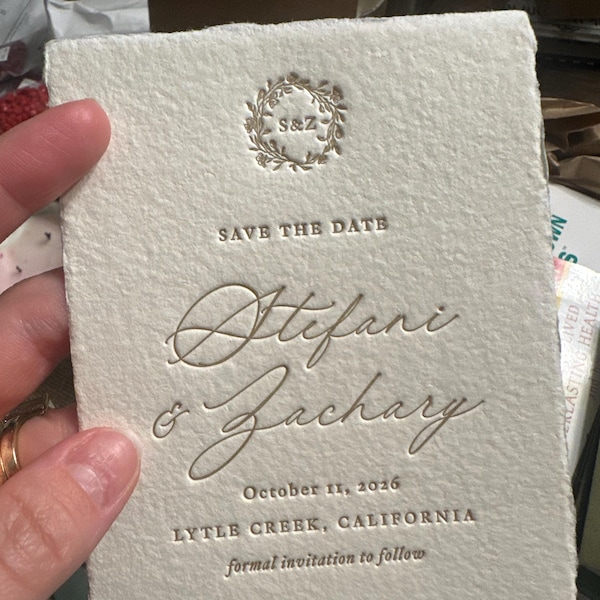 S&Z
SAVE THE DATE
Stefani
& Zachary
October 11, 2026
LYTLE CREEK, CALIFORNIA
formal invitation to follow